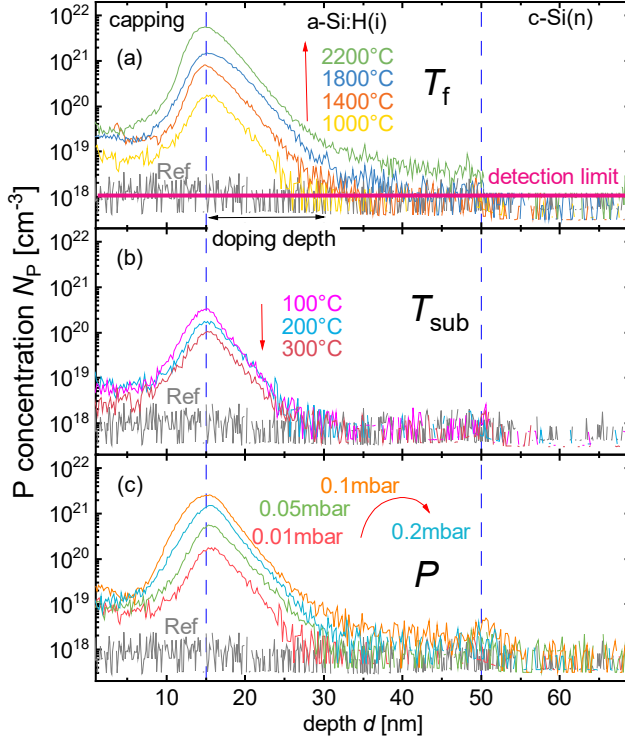 capping
a-Si:H(i)
c-Si(n)
(a)
10²²
10²¹
10²⁰
10¹⁹
10¹⁸
2200°C
1800°C
1400°C
1000°C
T_f
Ref
detection limit
doping depth
P concentration N_P [cm⁻³]
(b)
10²²
10²¹
10²⁰
10¹⁹
10¹⁸
100°C
200°C
300°C
T_sub
Ref
(c)
10²²
10²¹
10²⁰
10¹⁹
10¹⁸
0.1mbar
0.05mbar
0.01mbar
0.2mbar
P
Ref
10 20 30 40 50 60
depth d [nm]